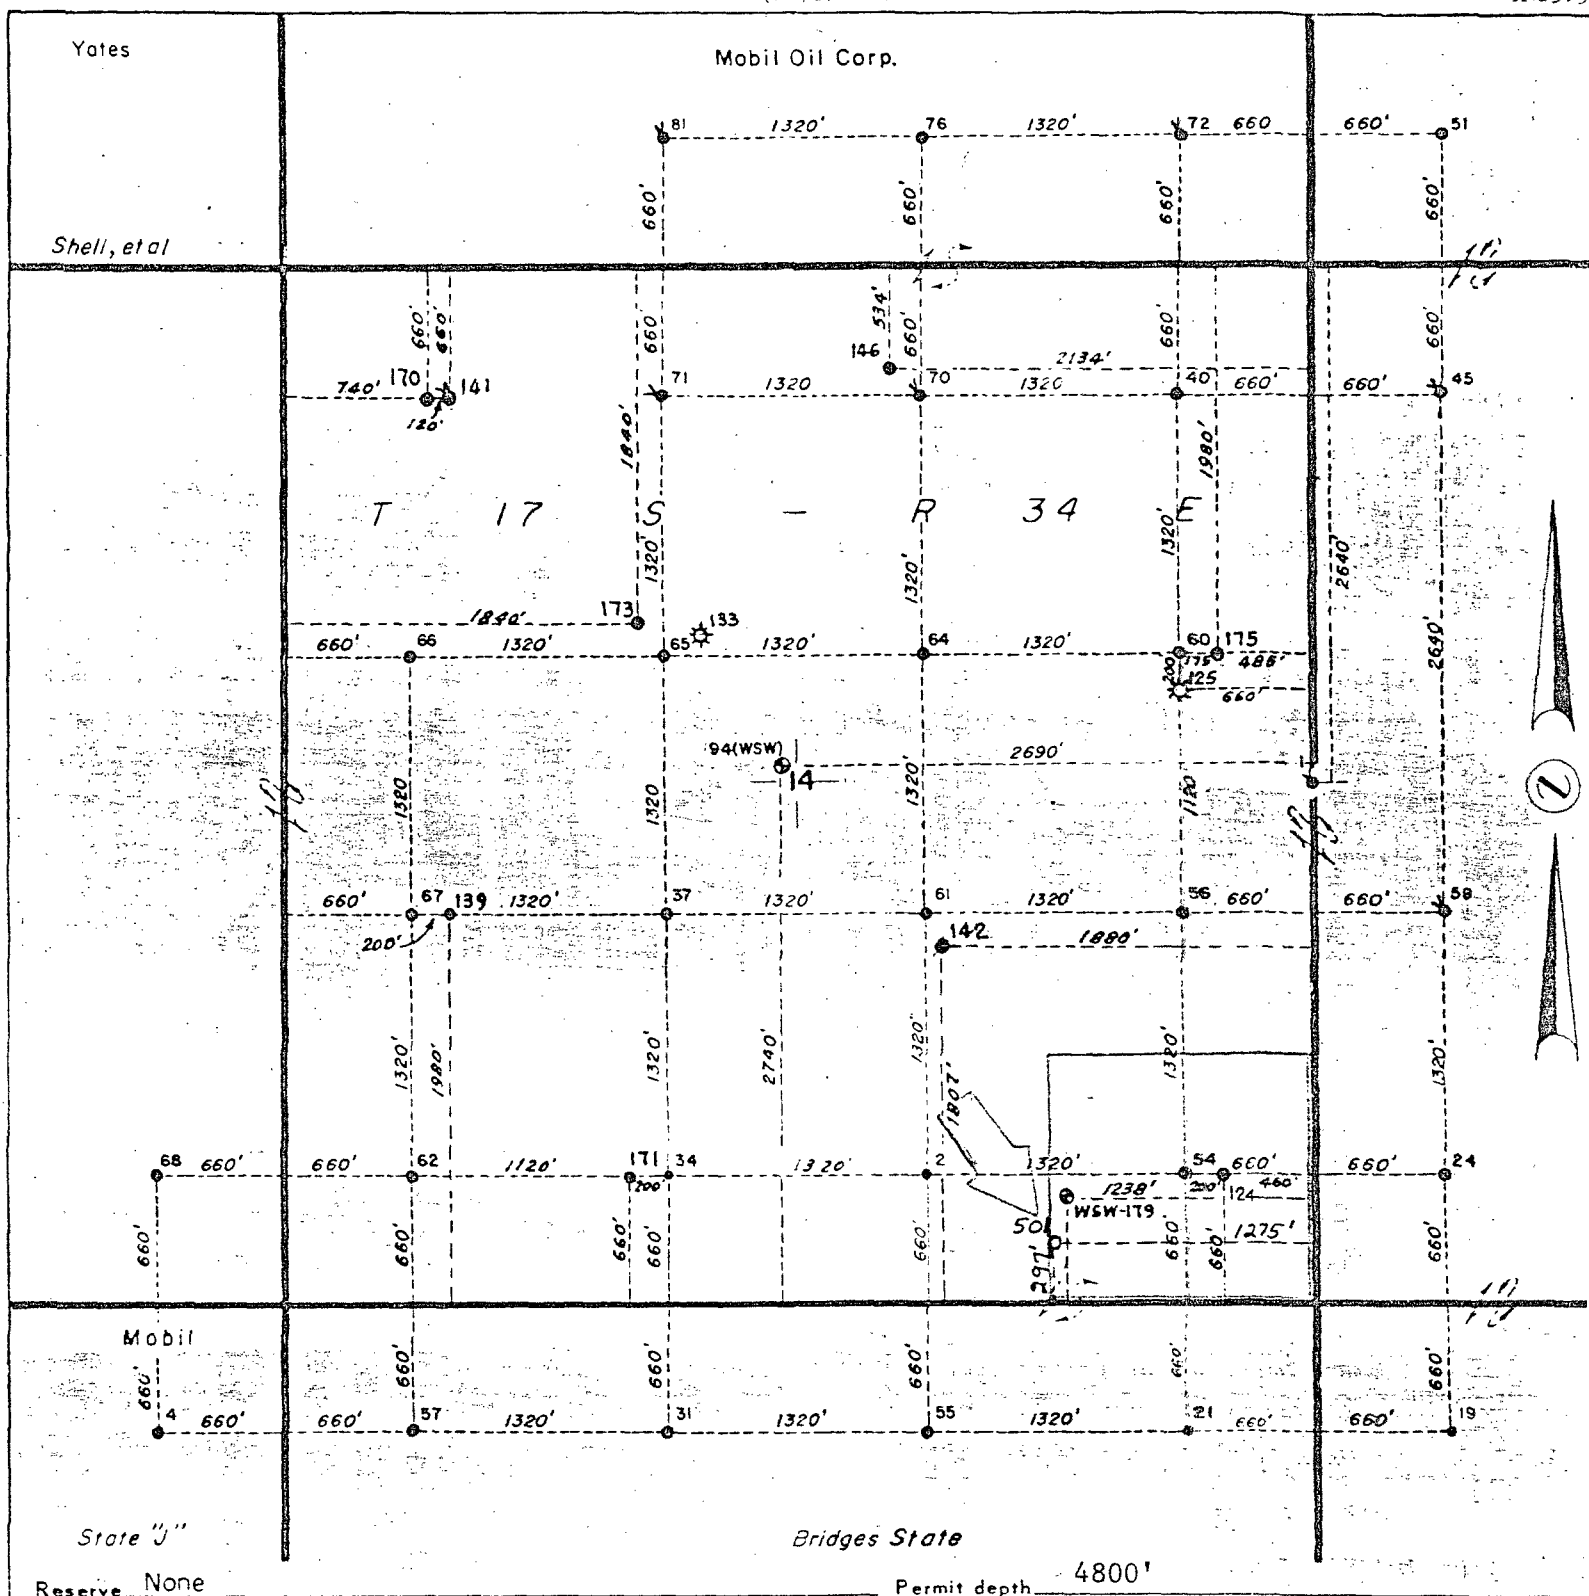 Yates
Mobil Oil Corp.
81 1320' 76 1320' 72 660 660' 51
660' 660' 660' 660'
Shell, et al
660' 660' 660' 534' 660' 660' 660'
146 2134'
740' 170 141 71 1320 70 1320 40 660' 660' 45
120'
1840' 1980'
T 17 S - R 34 E
1320' 1320' 1320' 2640' 2640'
1840' 173 133
660' 66 1320' 65 1320' 64 1320' 60 175
175' 486'
200' 125
660'
94(WSW) 2690'
14
1320' 1320 1320' 1120'
660' 67 139 1320' 37 1320' 61 1320' 56 660' 660' 58
200' 142 1880'
1320' 1980' 1320' 2740' 1320' 1807' 1320' 1320'
68 660' 660' 62 1120' 171 34 1320' 2 1320' 54 660' 660' 24
200' 1238' 200' 124 460'
WSW-179
501 1275'
660' 660' 660' 660' 660' 297' 660' 660' 660'
Mobil
660' 660' 660' 660' 660' 660'
4 660' 660' 57 1320' 31 1320' 55 1320' 21 660' 660' 19
State "J"
Bridges State
Reserve None
Permit depth 4800'